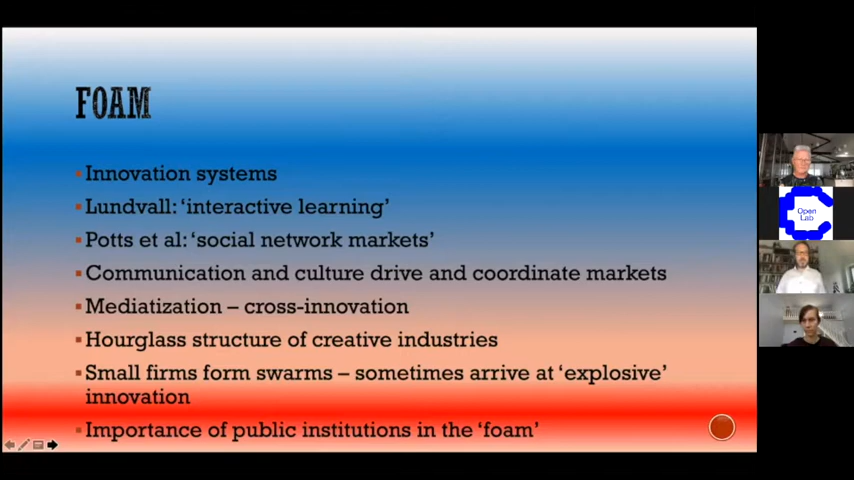 FOAM
Innovation systems
Lundvall: 'interactive learning'
Potts et al: 'social network markets'
Communication and culture drive and coordinate markets
Mediatization – cross-innovation
Hourglass structure of creative industries
Small firms form swarms – sometimes arrive at 'explosive'
innovation
Importance of public institutions in the 'foam'
Open
Lab